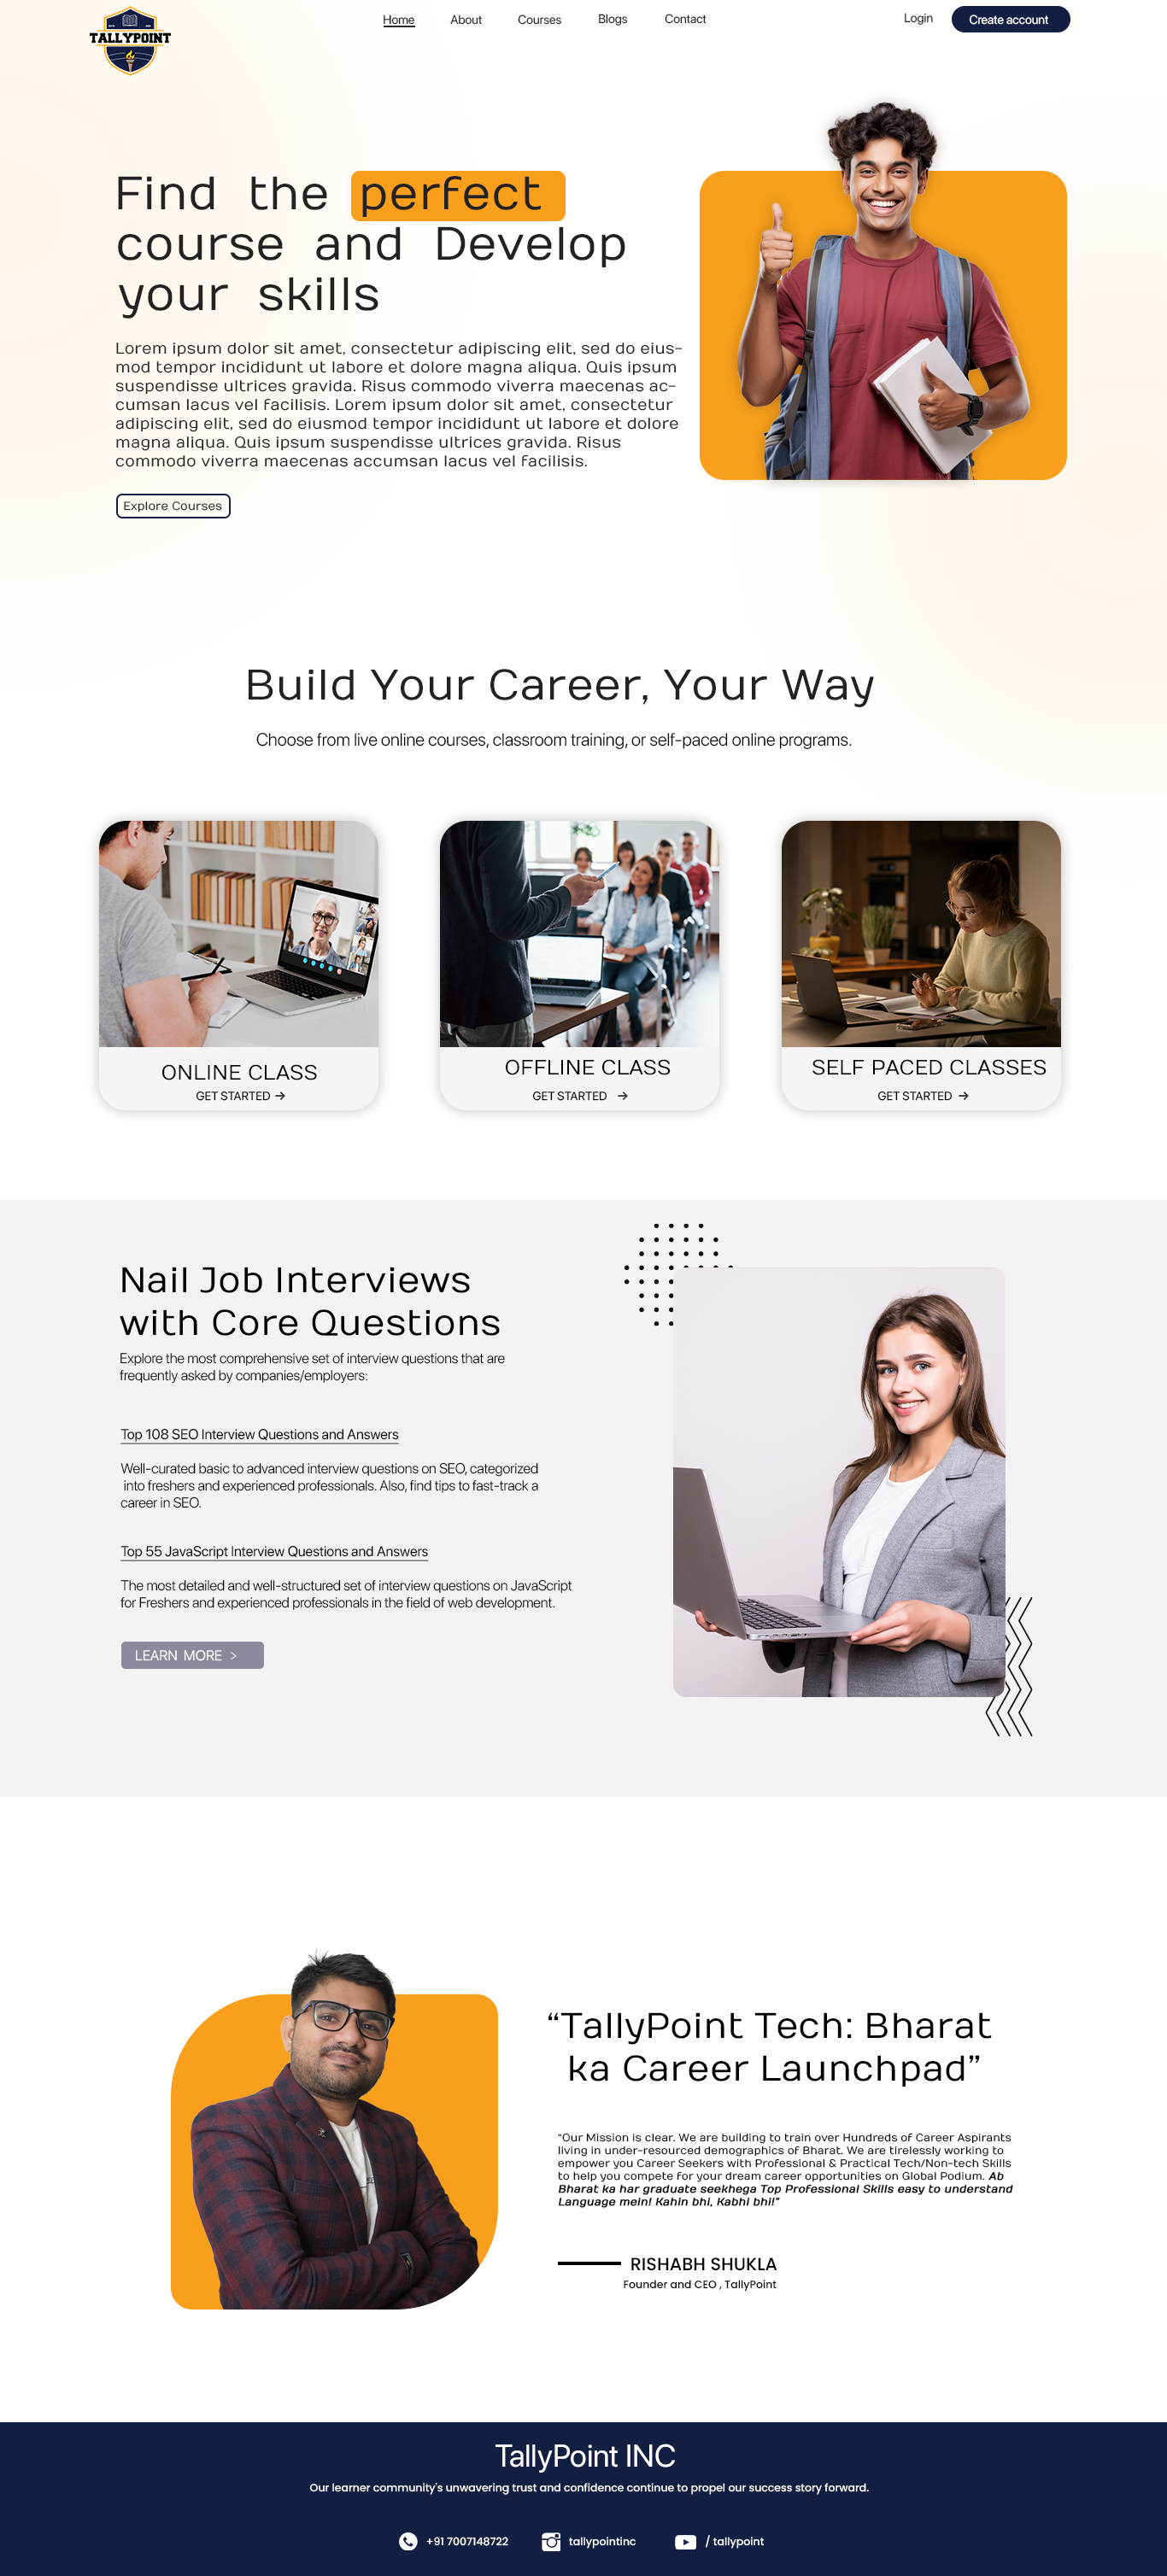 TALLYPOINT
Home About Courses Blogs Contact Login Create account
Find the perfect
course and Develop
your skills
Lorem ipsum dolor sit amet, consectetur adipiscing elit, sed do eius-
mod tempor incididunt ut labore et dolore magna aliqua. Quis ipsum
suspendisse ultrices gravida. Risus commodo viverra maecenas ac-
cumsan lacus vel facilisis. Lorem ipsum dolor sit amet, consectetur
adipiscing elit, sed do eiusmod tempor incididunt ut labore et dolore
magna aliqua. Quis ipsum suspendisse ultrices gravida. Risus
commodo viverra maecenas accumsan lacus vel facilisis.
Explore Courses
Build Your Career, Your Way
Choose from live online courses, classroom training, or self-paced online programs.
ONLINE CLASS
GET STARTED →
OFFLINE CLASS
GET STARTED →
SELF PACED CLASSES
GET STARTED →
Nail Job Interviews
with Core Questions
Explore the most comprehensive set of interview questions that are
frequently asked by companies/employers:
Top 108 SEO Interview Questions and Answers
Well-curated basic to advanced interview questions on SEO, categorized
into freshers and experienced professionals. Also, find tips to fast-track a
career in SEO.
Top 55 JavaScript Interview Questions and Answers
The most detailed and well-structured set of interview questions on JavaScript
for Freshers and experienced professionals in the field of web development.
LEARN MORE >
“TallyPoint Tech: Bharat
ka Career Launchpad”
“Our Mission is clear. We are building to train over Hundreds of Career Aspirants
living in under-resourced demographics of Bharat. We are tirelessly working to
empower you Career Seekers with Professional & Practical Tech/Non-tech Skills
to help you compete for your dream career opportunities on Global Podium. Ab
Bharat ka har graduate seekhega Top Professional Skills easy to understand
Language mein! Kahin bhi, Kabhi bhi!”
RISHABH SHUKLA
Founder and CEO , TallyPoint
TallyPoint INC
Our learner community's unwavering trust and confidence continue to propel our success story forward.
+91 7007148722 tallypointinc / tallypoint